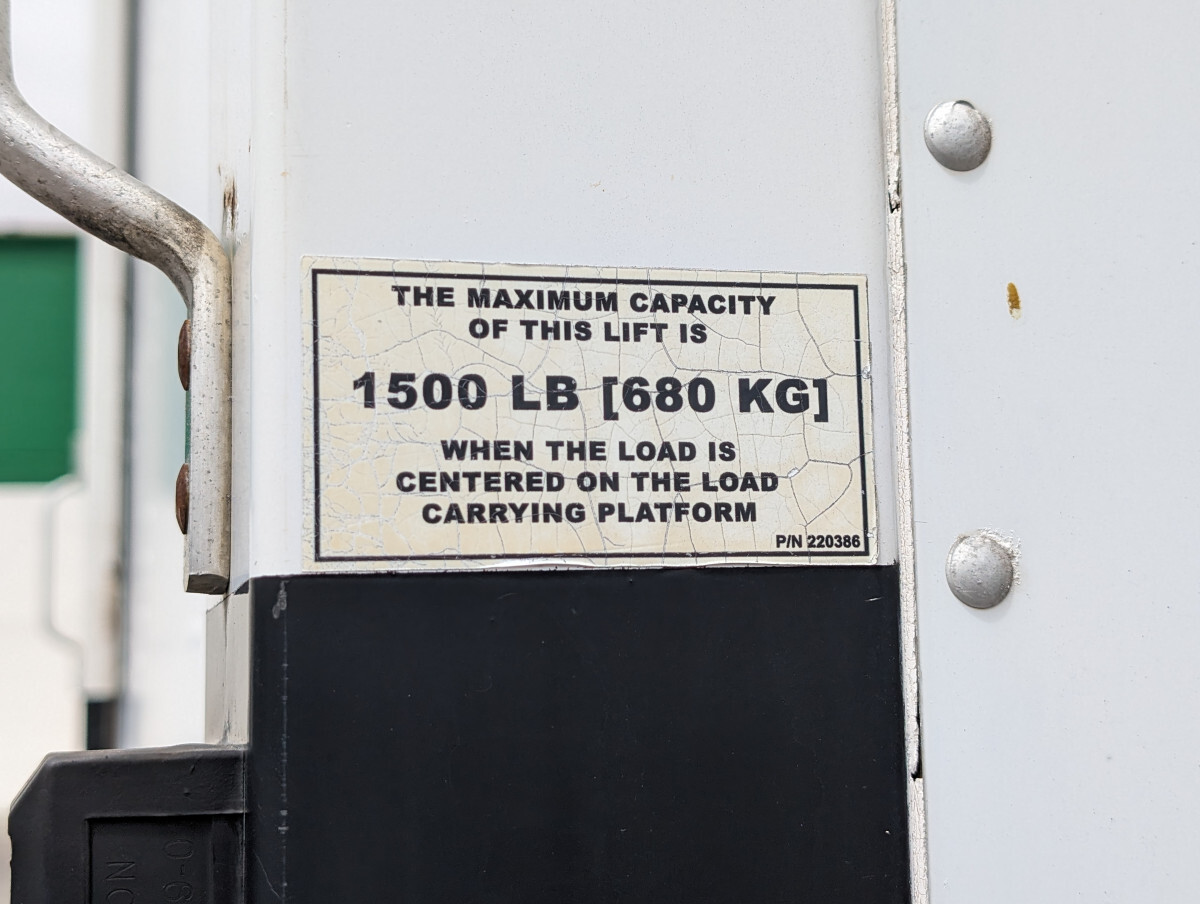 THE MAXIMUM CAPACITY
OF THIS LIFT IS
1500 LB [680 KG]
WHEN THE LOAD IS
CENTERED ON THE LOAD
CARRYING PLATFORM
P/N 220386